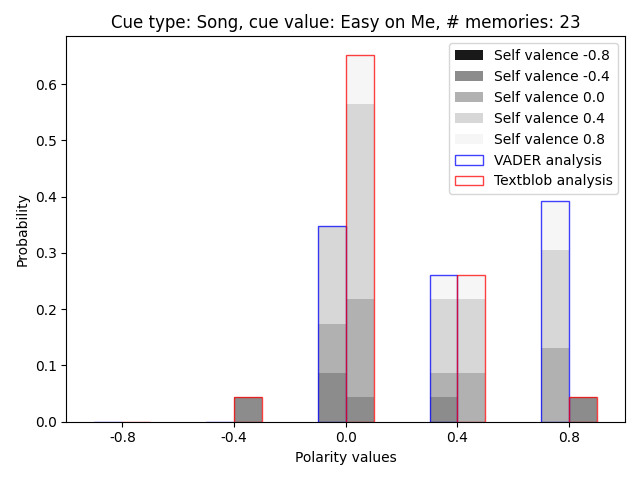 Cue type: Song, cue value: Easy on Me, # memories: 23
Self valence -0.8
Self valence -0.4
Self valence 0.0
Self valence 0.4
Self valence 0.8
VADER analysis
Textblob analysis
Probability
0.6
0.5
0.4
0.3
0.2
0.1
0.0
-0.8 -0.4 0.0 0.4 0.8
Polarity values